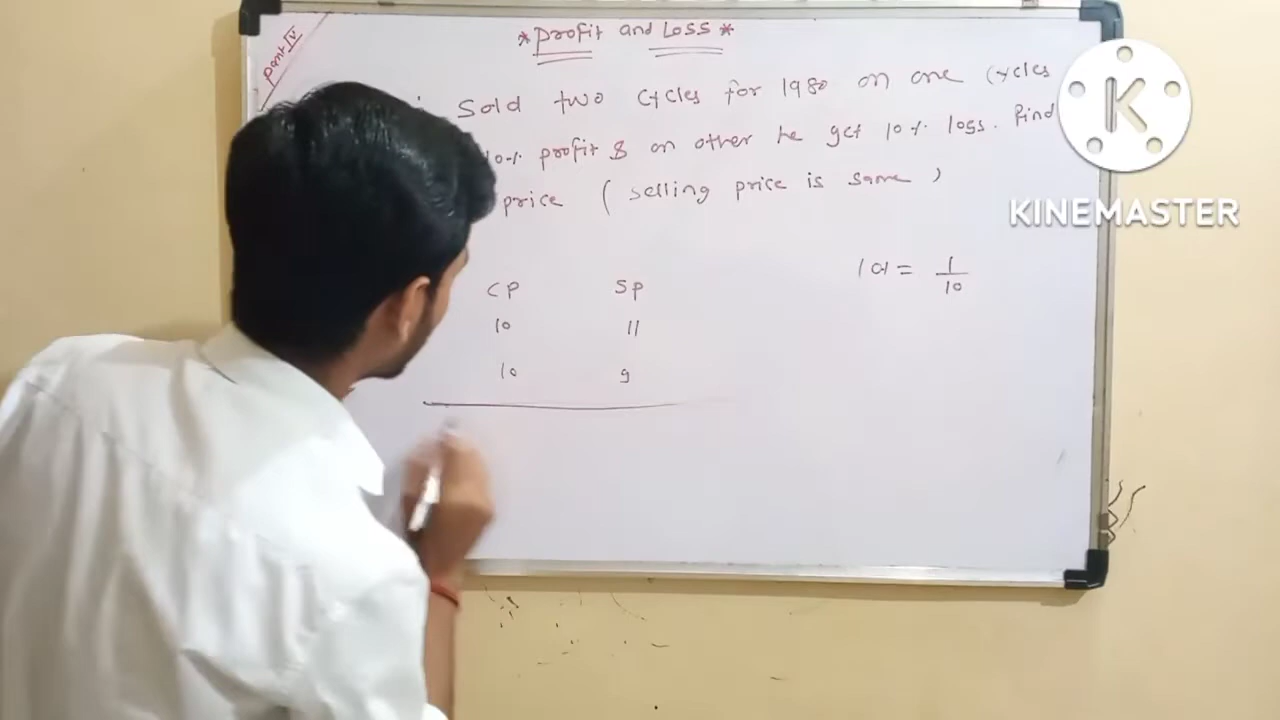 Part IV
*Profit and Loss*
Sold two cycles for 1980 on one Cycles
10% profit & on other he get 10% loss. Find
price (selling price is same)
10% = 1/10
CP SP
10 11
10 9
K
KINEMASTER